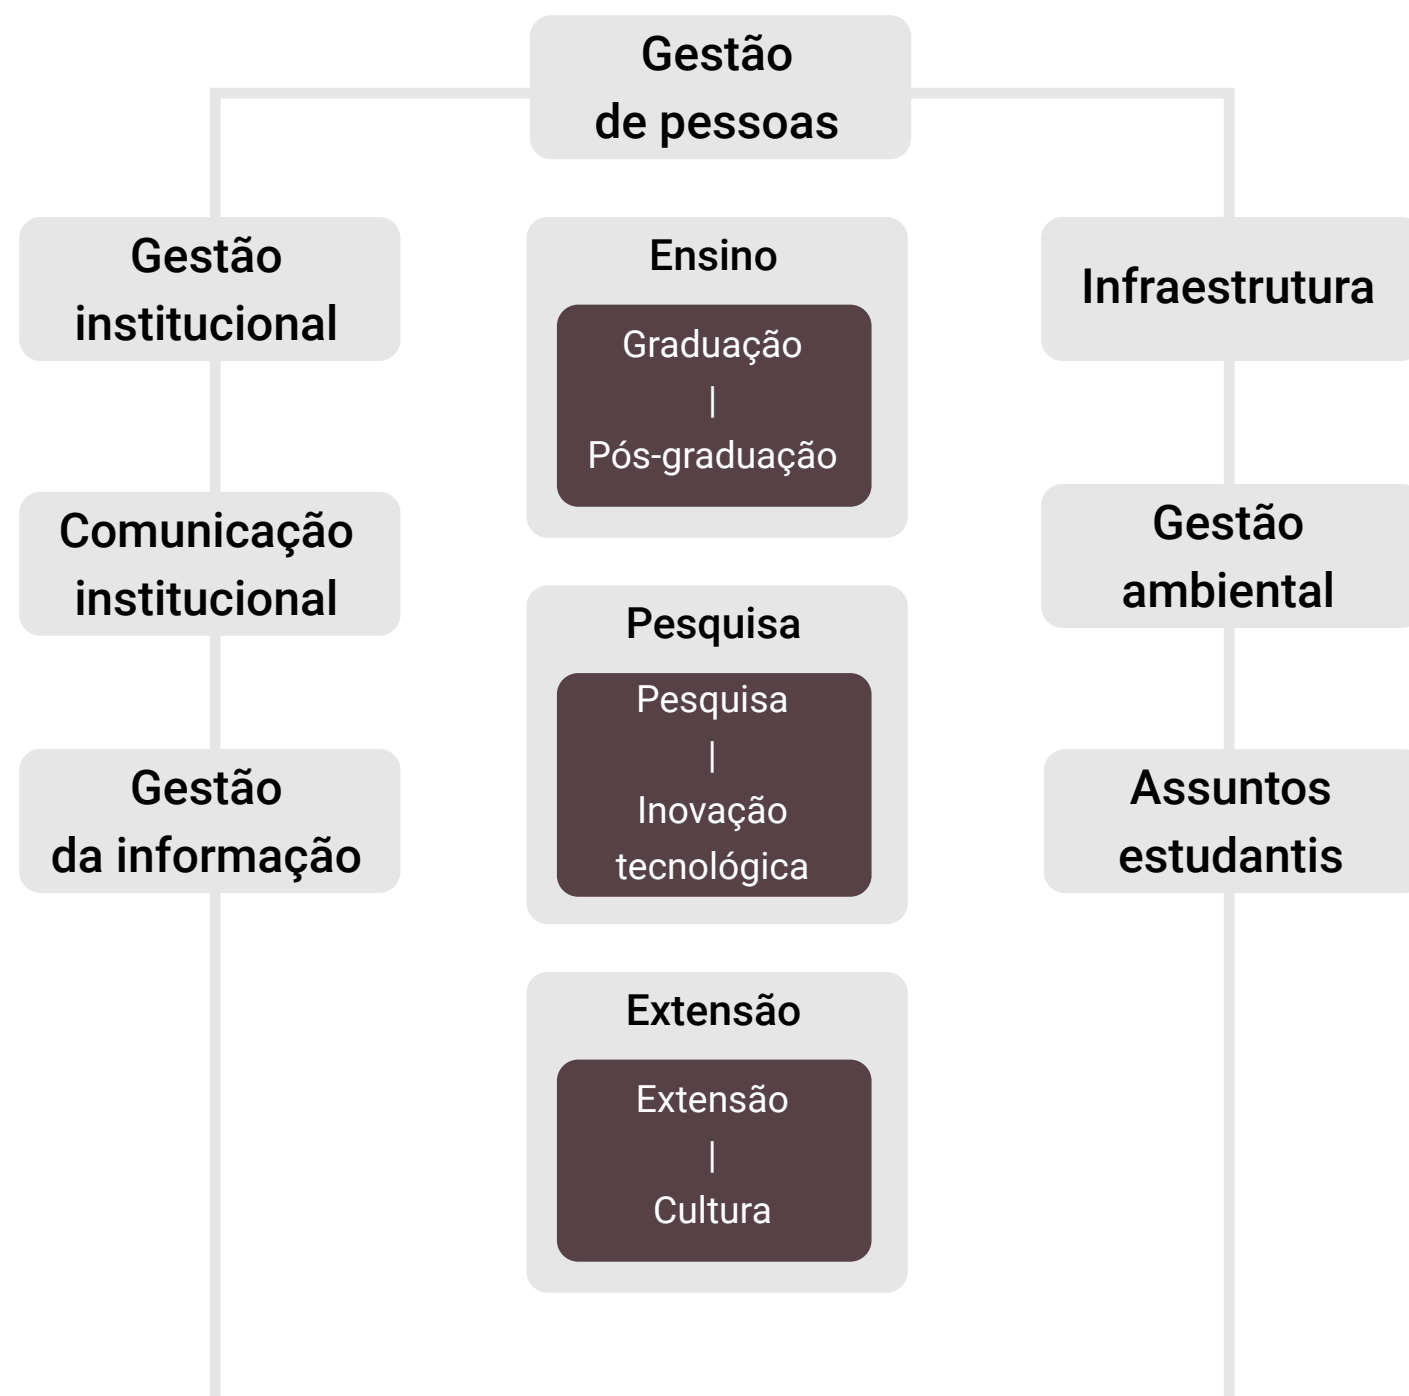 Gestão
de pessoas
Gestão
institucional
Comunicação
institucional
Gestão
da informação
Ensino
Graduação
|
Pós-graduação
Pesquisa
Pesquisa
|
Inovação
tecnológica
Extensão
Extensão
|
Cultura
Infraestrutura
Gestão
ambiental
Assuntos
estudantis